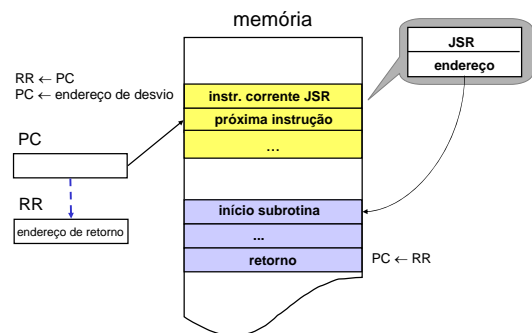 memória
JSR
endereço
RR ← PC
PC ← endereço de desvio
instr. corrente JSR
próxima instrução
...
PC
RR
endereço de retorno
início subrotina
...
retorno
PC ← RR